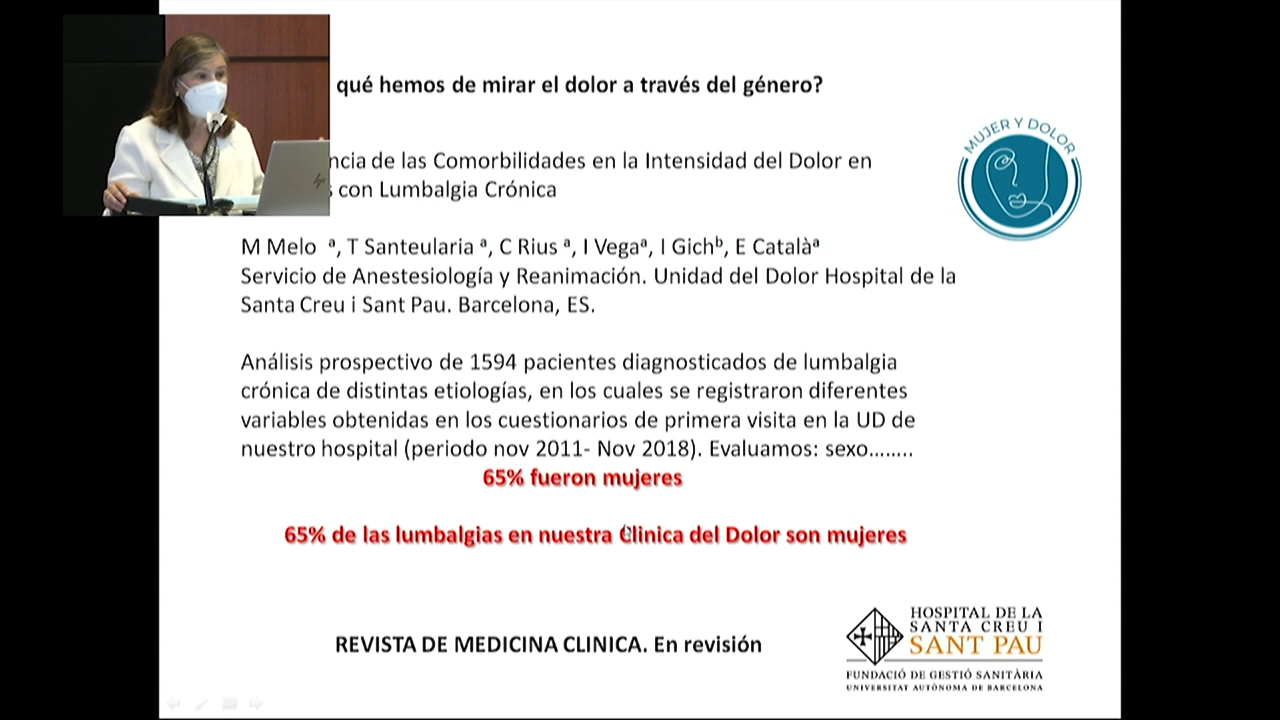 qué hemos de mirar el dolor a través del género?
MUJER Y DOLOR
de las Comorbilidades en la Intensidad del Dolor en
con Lumbalgia Crónica
M Melo ª, T Santeularia ª, C Rius ª, I Vegaª, I Gichᵇ, E Catalàª
Servicio de Anestesiología y Reanimación. Unidad del Dolor Hospital de la
Santa Creu i Sant Pau. Barcelona, ES.
Análisis prospectivo de 1594 pacientes diagnosticados de lumbalgia
crónica de distintas etiologías, en los cuales se registraron diferentes
variables obtenidas en los cuestionarios de primera visita en la UD de
nuestro hospital (periodo nov 2011- Nov 2018). Evaluamos: sexo........
65% fueron mujeres
65% de las lumbalgias en nuestra Clinica del Dolor son mujeres
REVISTA DE MEDICINA CLINICA. En revisión
HOSPITAL DE LA
SANTA CREU I
SANT PAU
FUNDACIÓ DE GESTIÓ SANITÀRIA
UNIVERSITAT AUTÒNOMA DE BARCELONA
hp